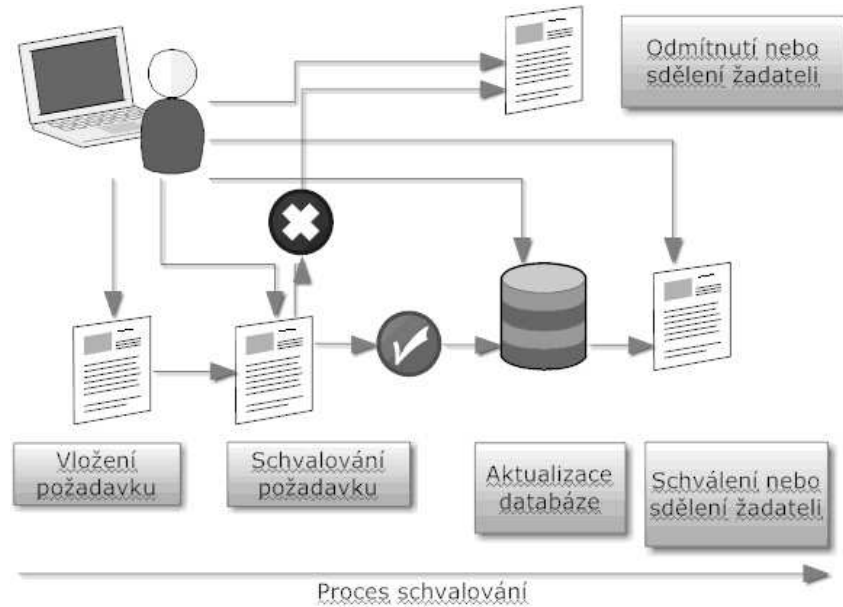 Odmítnutí nebo
sdělení žadateli
Vložení
požadavku
Schvalování
požadavku
Aktualizace
databáze
Schválení nebo
sdělení žadateli
Proces schvalování